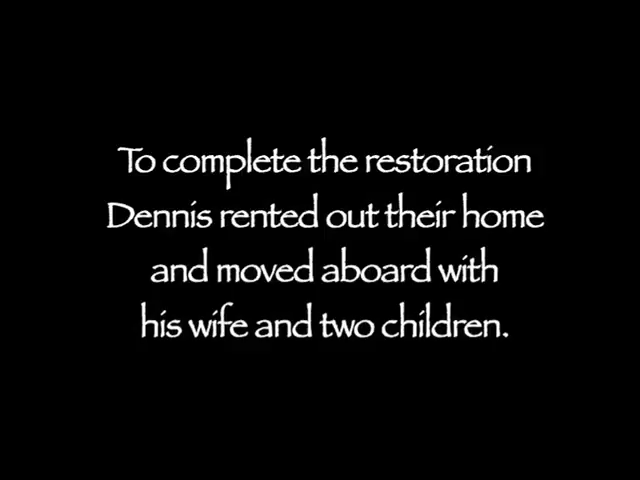 To complete the restoration
Dennis rented out their home
and moved aboard with
his wife and two children.